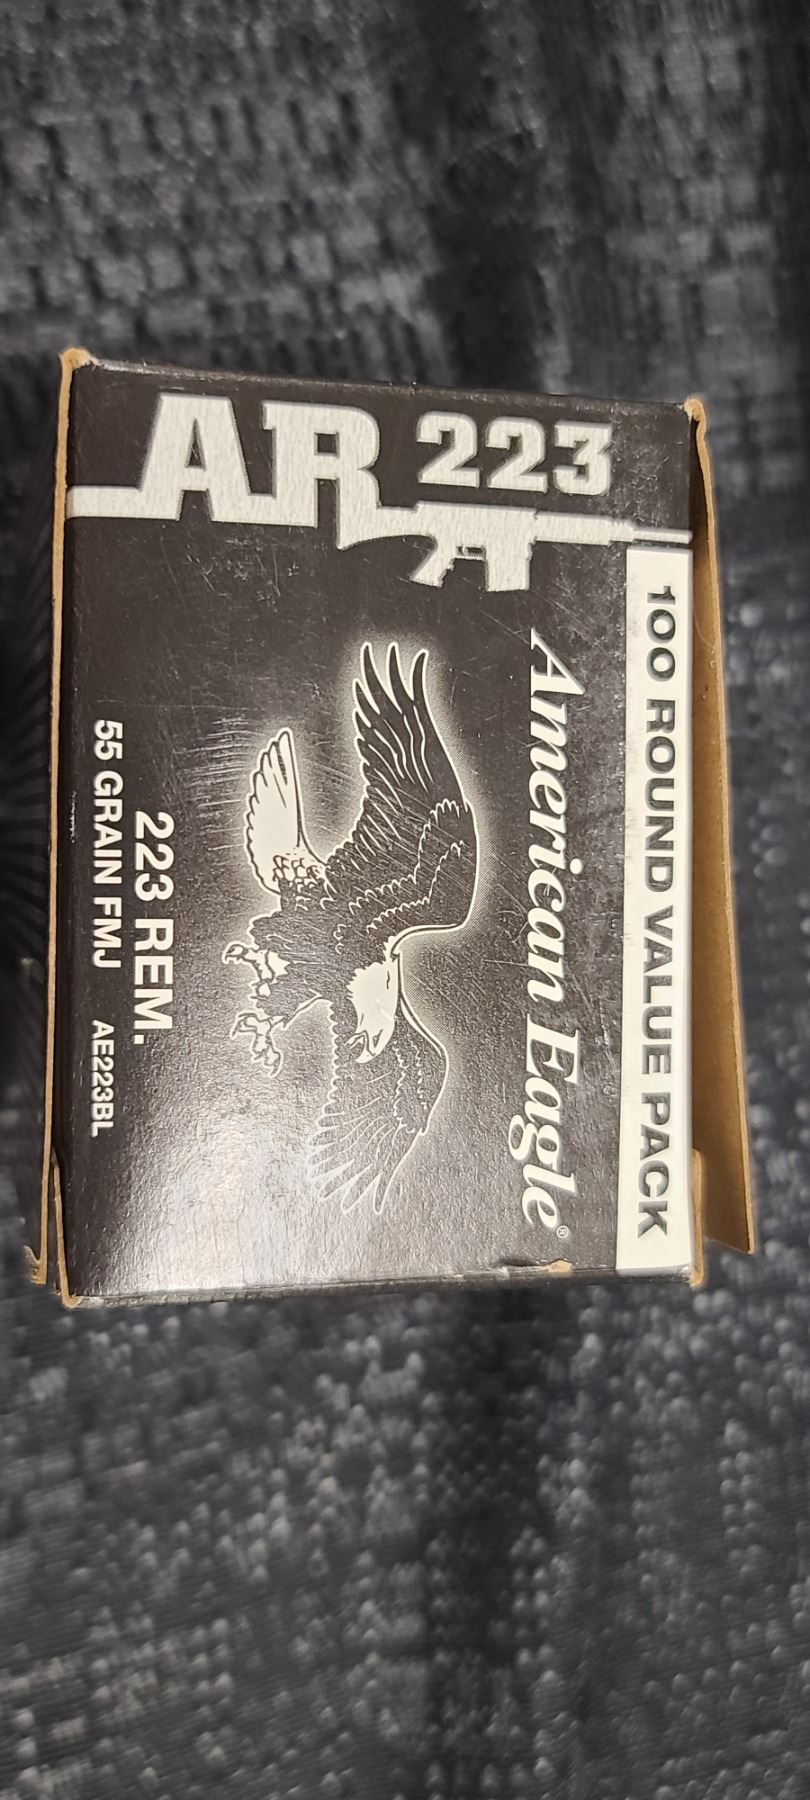 AR 223
100 ROUND VALUE PACK
American Eagle®
223 REM.
55 GRAIN FMJ AE223BL